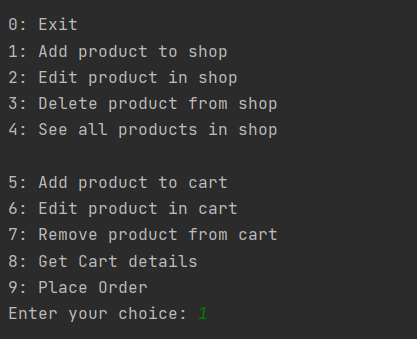 0: Exit
1: Add product to shop
2: Edit product in shop
3: Delete product from shop
4: See all products in shop
5: Add product to cart
6: Edit product in cart
7: Remove product from cart
8: Get Cart details
9: Place Order
Enter your choice: 1